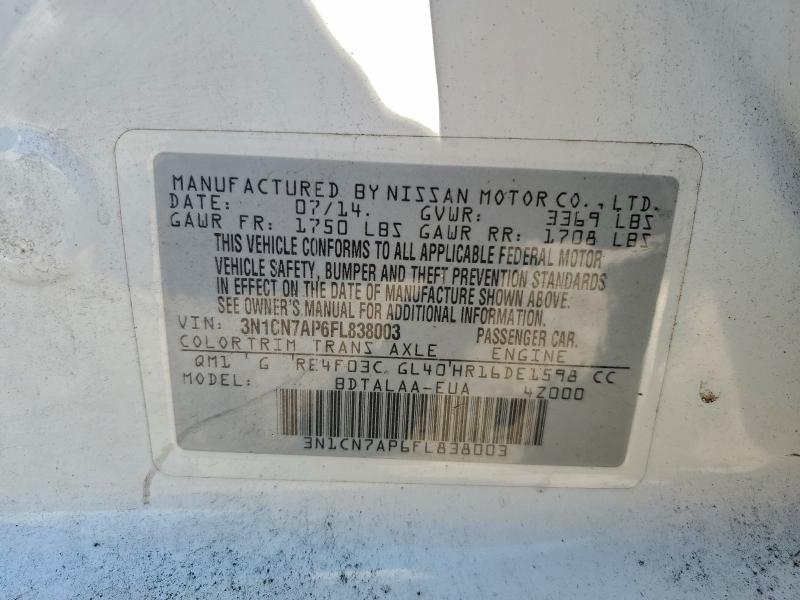 MANUFACTURED BY NISSAN MOTOR CO., LTD.
DATE: 07/14. GVWR: 3369 LBS
GAWR FR: 1750 LBS GAWR RR: 1708 LBS
THIS VEHICLE CONFORMS TO ALL APPLICABLE FEDERAL MOTOR
VEHICLE SAFETY, BUMPER AND THEFT PREVENTION STANDARDS
IN EFFECT ON THE DATE OF MANUFACTURE SHOWN ABOVE.
SEE OWNER'S MANUAL FOR ADDITIONAL INFORMATION.
VIN: 3N1CN7AP6FL838003 PASSENGER CAR.
COLOR TRIM TRANS AXLE ENGINE
QM1 ' G ' RE4F03C GL40'HR16DE1598 CC
MODEL: BDTALAA-EUA 4Z000
3N1CN7AP6FL838003